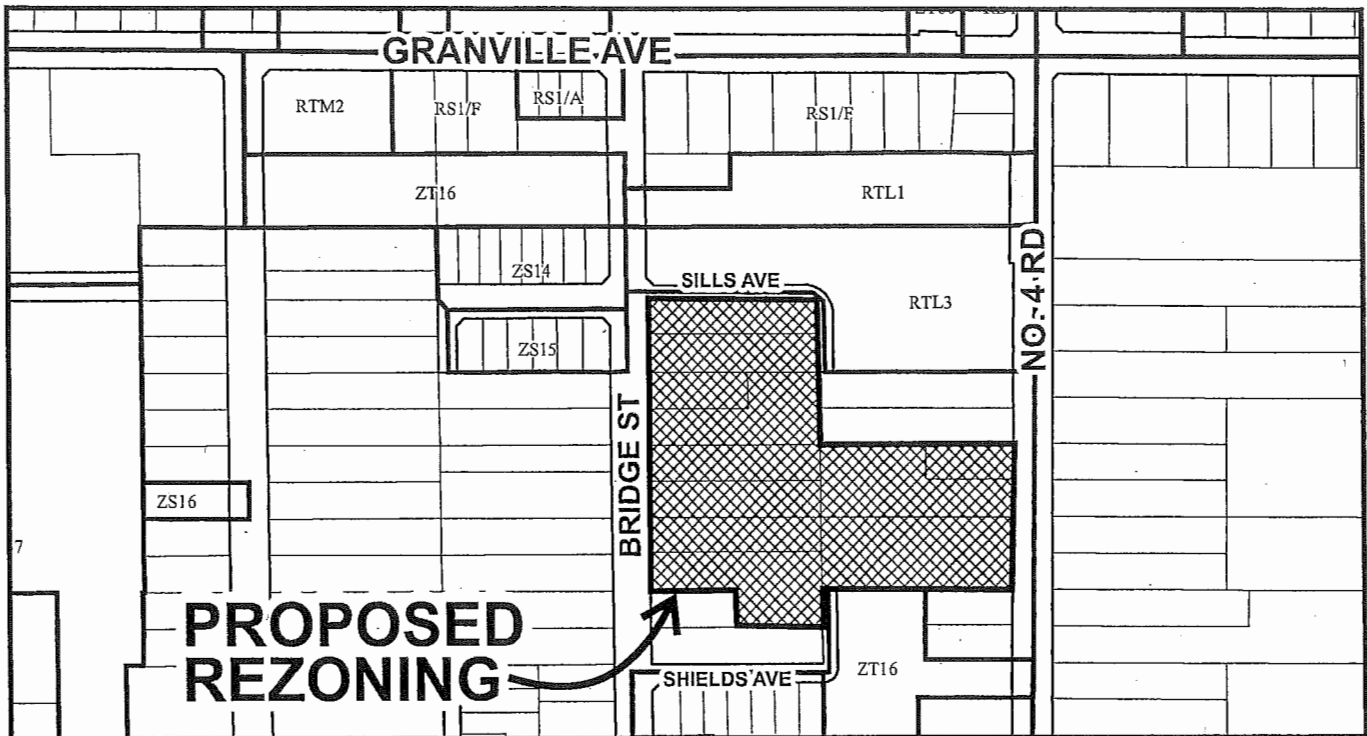 GRANVILLE AVE
RTM2
RS1/F
RS1/A
RS1/F
ZT16
RTL1
ZS14
SILLS AVE
RTL3
NO. 4 RD
ZS15
BRIDGE ST
ZS16
7
PROPOSED
REZONING
SHIELDS AVE
ZT16